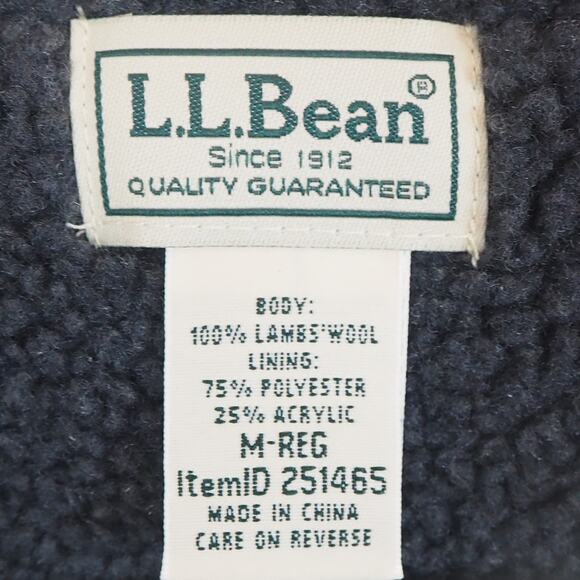 L.L.Bean®
Since 1912
QUALITY GUARANTEED
BODY:
100% LAMBS'WOOL
LINING:
75% POLYESTER
25% ACRYLIC
M-REG
ItemID 251465
MADE IN CHINA
CARE ON REVERSE